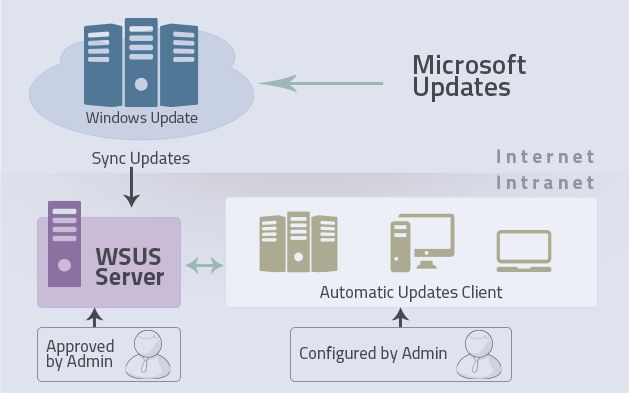 Microsoft
Updates
Windows Update
Sync Updates
Internet
Intranet
WSUS
Server
Automatic Updates Client
Approved
by Admin
Configured by Admin